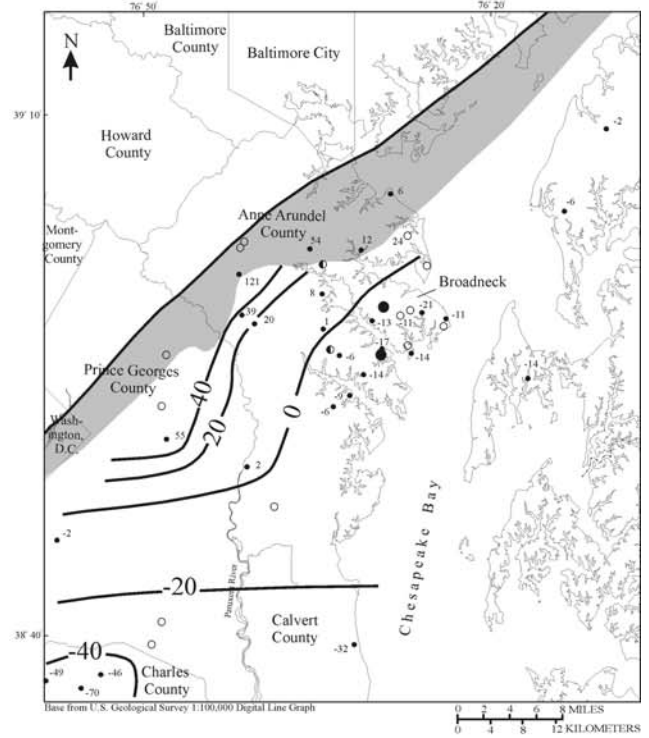 76 50
76 20
Baltimore
County
Baltimore City
N
39 10
-2
Howard
County
6
-6
Anne Arundel
County
Mont-
gomery
County
54
12
24
121
8
Broadneck
39
20
1
-13
-11
-21
-11
-17
-6
-14
Prince Georges
County
-14
-14
40
0
-9
-6
20
Wash-
ington,
D.C.
55
2
-2
Chesapeake Bay
-20
Patuxent River
Calvert
County
38 40
-32
-40
-49
-46
-70
Charles
County
Base from U.S. Geological Survey 1:100,000 Digital Line Graph
0 2 4 6 8 MILES
0 4 8 12 KILOMETERS